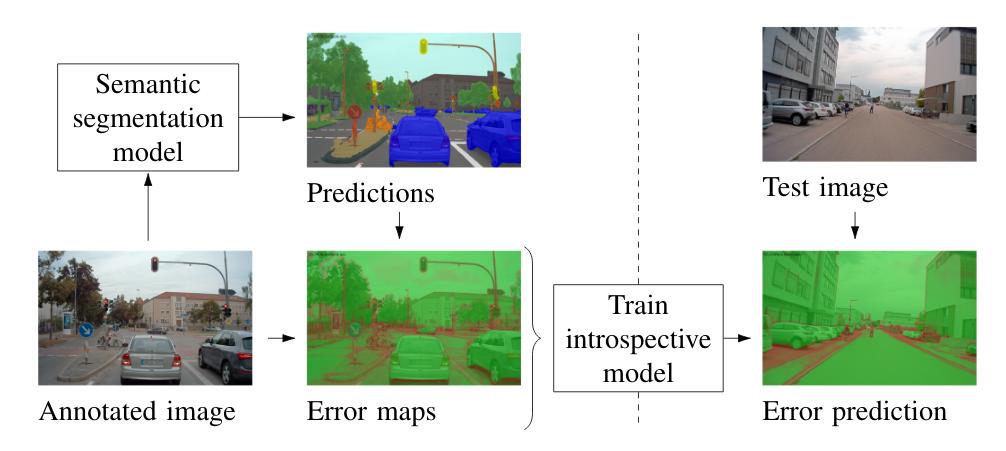 Semantic
segmentation
model
Predictions
Annotated image
Error maps
Train
introspective
model
Test image
Error prediction